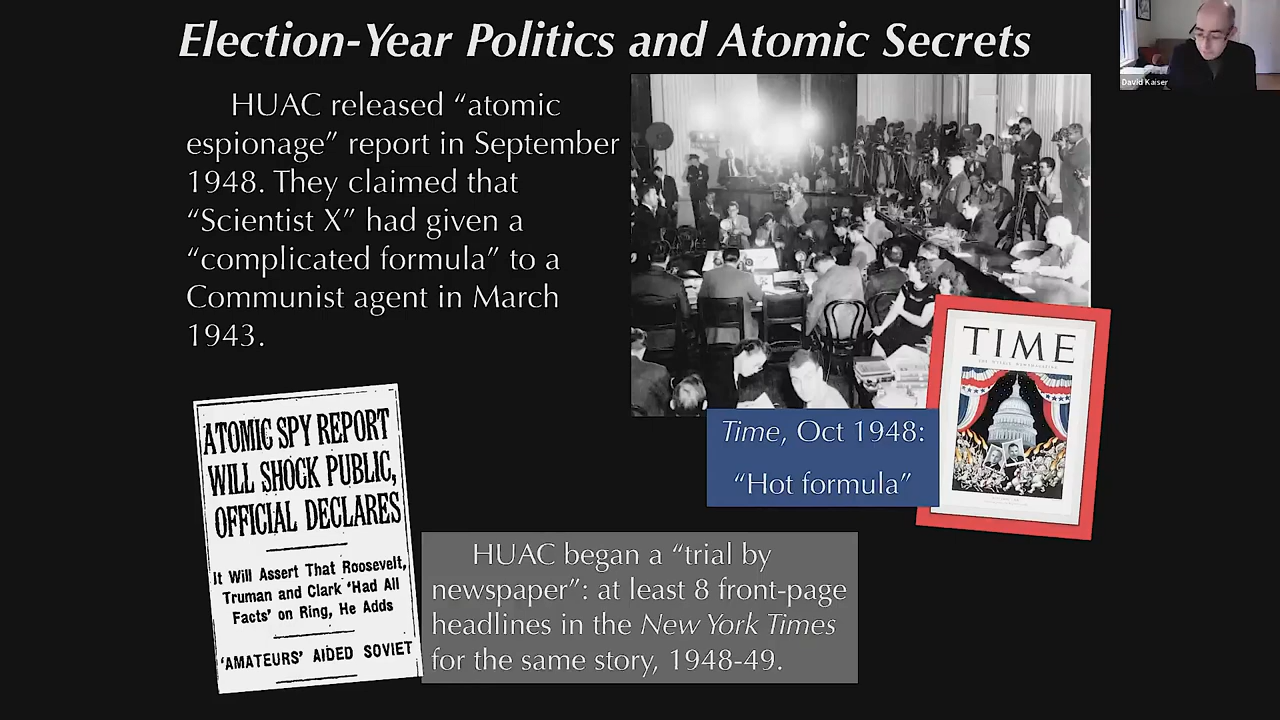 Election-Year Politics and Atomic Secrets
David Kaiser
HUAC released “atomic
espionage” report in September
1948. They claimed that
“Scientist X” had given a
“complicated formula” to a
Communist agent in March
1943.
TIME
Time, Oct 1948:
“Hot formula”
ATOMIC SPY REPORT
WILL SHOCK PUBLIC,
OFFICIAL DECLARES
It Will Assert That Roosevelt,
Truman and Clark ‘Had All
Facts’ on Ring, He Adds
‘AMATEURS’ AIDED SOVIET
HUAC began a “trial by
newspaper”: at least 8 front-page
headlines in the New York Times
for the same story, 1948-49.